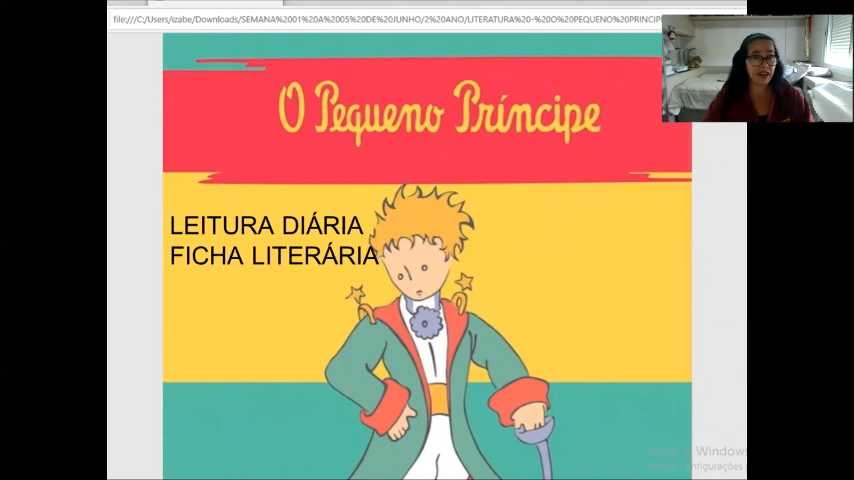 file:///C:/Users/izabe/Downloads/SEMANA%2001%20A%2005%20DE%20JUNHO/2%20ANO/LITERATURA%20-%20O%20PEQUENO%20PRINCIP
O Pequeno Príncipe
LEITURA DIÁRIA
FICHA LITERÁRIA
Windows